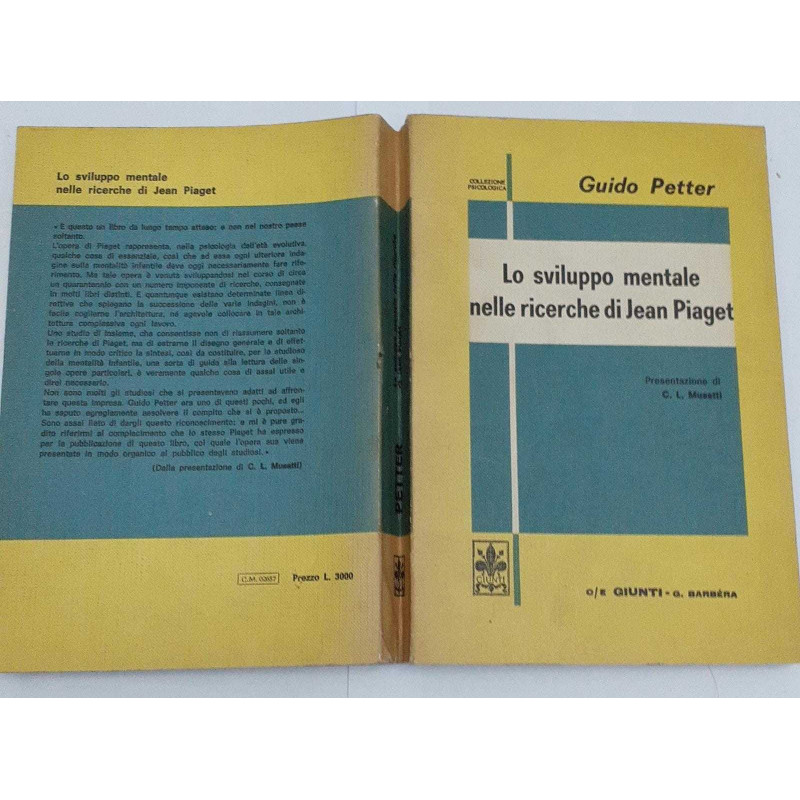 Lo sviluppo mentale
nelle ricerche di Jean Piaget
« È questo un libro da lungo tempo atteso; e non nel nostro paese
soltanto.
L'opera di Piaget rappresenta, nella psicologia dell'età evolutiva,
qualche cosa di essenziale, così che ad essa ogni ulteriore inda-
gine sulla mentalità infantile deve oggi necessariamente fare rife-
rimento. Ma tale opera è venuta sviluppandosi nel corso di circa
un quarantennio con un numero imponente di ricerche, consegnate
in molti libri distinti. E quantunque esistano determinate linee di-
rettive che spiegano la successione delle varie indagini, non è
facile coglierne l'architettura, né agevole collocare in tale archi-
tettura complessiva ogni lavoro.
Uno studio di insieme, che consentisse non di riassumere soltanto
le ricerche di Piaget, ma di estrarne il disegno generale e di effet-
tuarne in modo critico la sintesi, così da costituire, per lo studioso
della mentalità infantile, una sorta di guida alla lettura delle sin-
gole opere particolari, è veramente qualche cosa di assai utile e
direi necessario.
Non sono molti gli studiosi che si presentavano adatti ad affron-
tare questa impresa. Guido Petter era uno di questi pochi, ed egli
ha saputo egregiamente assolvere il compito che si è proposto...
Sono assai lieto di dargli questo riconoscimento; e mi è pure gra-
dito riferirmi al compiacimento che lo stesso Piaget ha espresso
per la pubblicazione di questo libro, col quale l'opera sua viene
presentata in modo organico al pubblico degli studiosi. »
(Dalla presentazione di C. L. Musatti)
C.M. 02637 Prezzo L. 3000
PETTER
COLLEZIONE
PSICOLOGICA
Guido Petter
Lo sviluppo mentale
nelle ricerche di Jean Piaget
Presentazione di
C. L. Musatti
GIUNTI
O/E GIUNTI - G. BARBÈRA